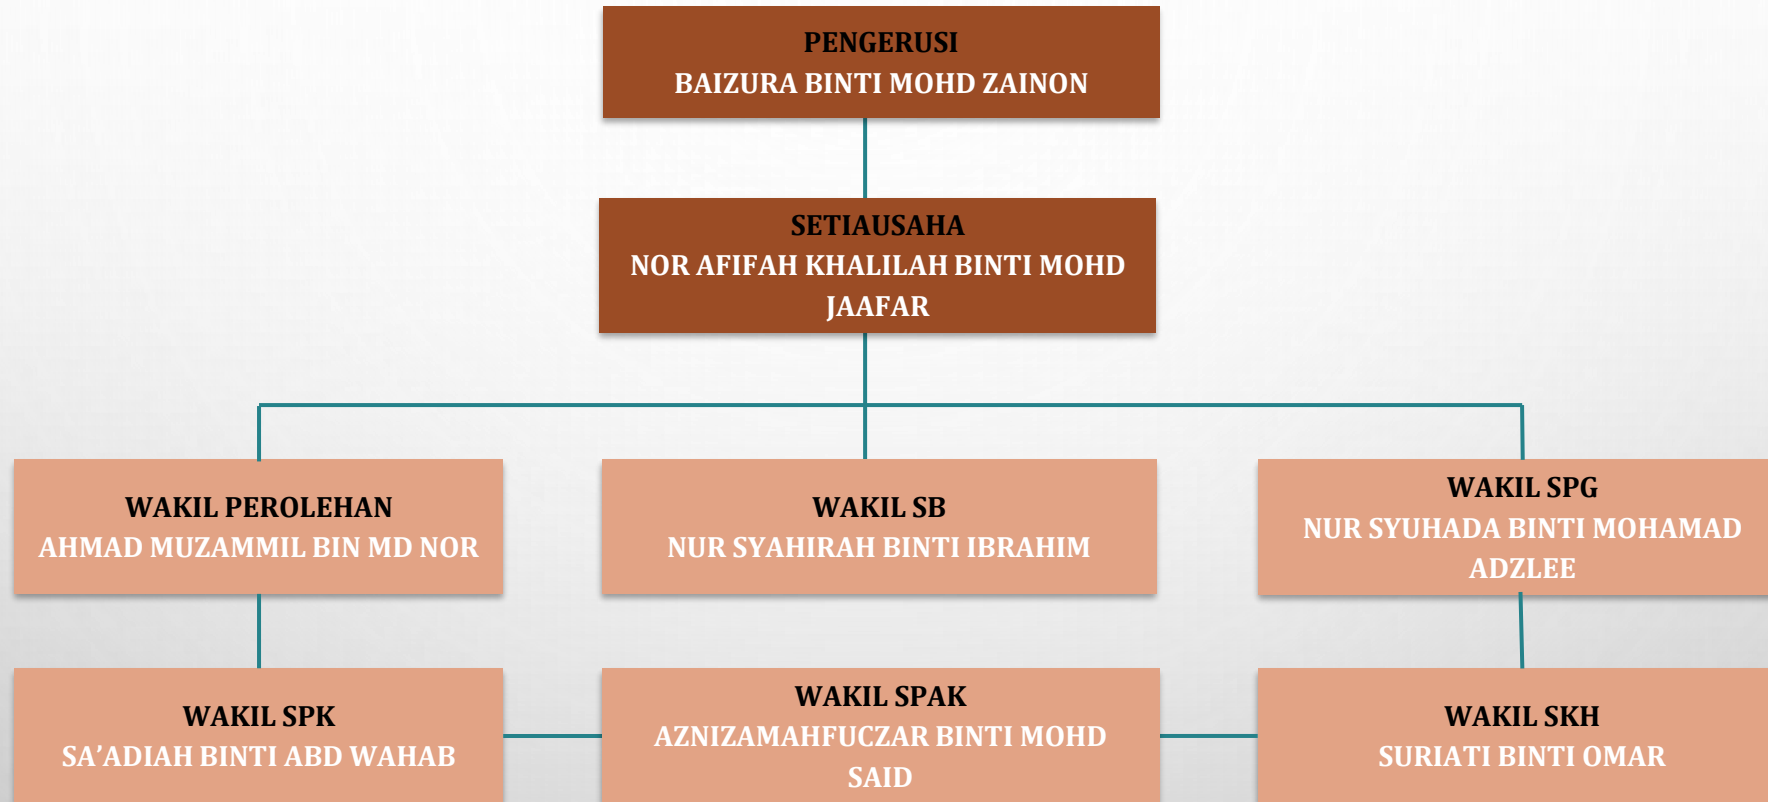 PENGERUSI
BAIZURA BINTI MOHD ZAINON
SETIAUSAHA
NOR AFIFAH KHALILAH BINTI MOHD
JAAFAR
WAKIL PEROLEHAN
AHMAD MUZAMMIL BIN MD NOR
WAKIL SB
NUR SYAHIRAH BINTI IBRAHIM
WAKIL SPG
NUR SYUHADA BINTI MOHAMAD
ADZLEE
WAKIL SPK
SA’ADIAH BINTI ABD WAHAB
WAKIL SPAK
AZNIZAMAHFUCZAR BINTI MOHD
SAID
WAKIL SKH
SURIATI BINTI OMAR